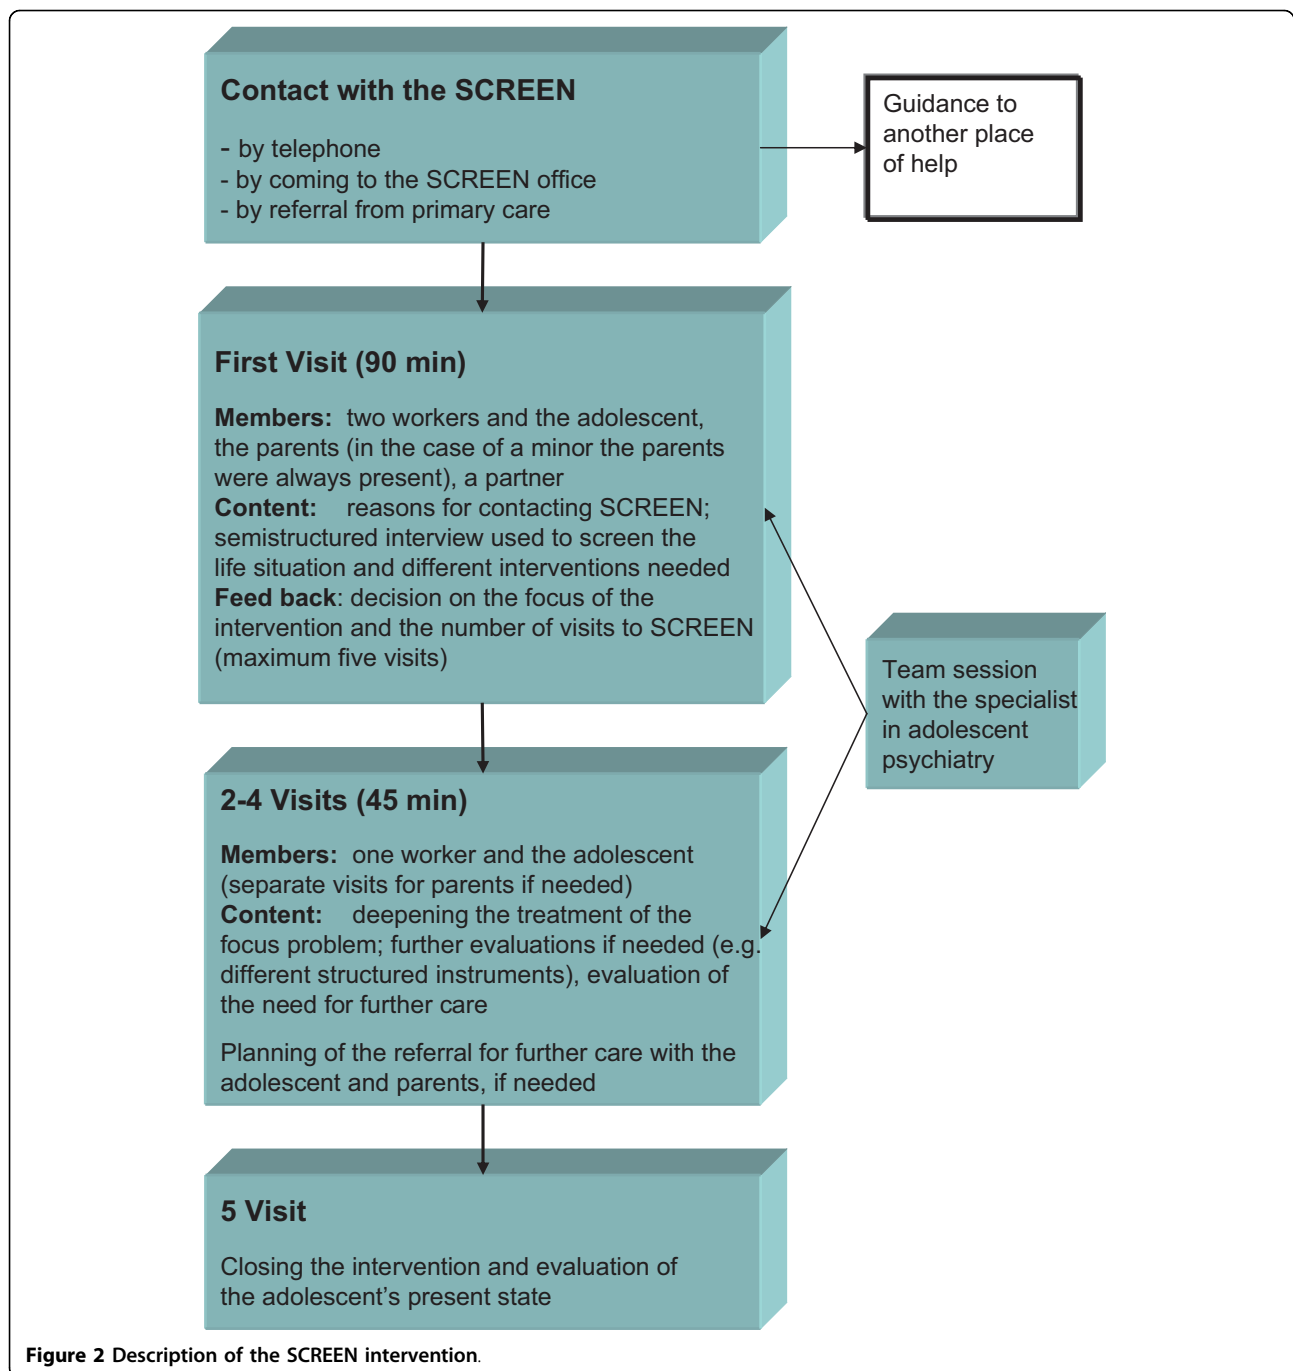 Contact with the SCREEN
- by telephone
- by coming to the SCREEN office
- by referral from primary care
Guidance to
another place
of help
First Visit (90 min)
Members: two workers and the adolescent,
the parents (in the case of a minor the parents
were always present), a partner
Content: reasons for contacting SCREEN;
semistructured interview used to screen the
life situation and different interventions needed
Feed back: decision on the focus of the
intervention and the number of visits to SCREEN
(maximum five visits)
Team session
with the specialist
in adolescent
psychiatry
2-4 Visits (45 min)
Members: one worker and the adolescent
(separate visits for parents if needed)
Content: deepening the treatment of the
focus problem; further evaluations if needed (e.g.
different structured instruments), evaluation of
the need for further care
Planning of the referral for further care with the
adolescent and parents, if needed
5 Visit
Closing the intervention and evaluation of
the adolescent's present state
Figure 2 Description of the SCREEN intervention.